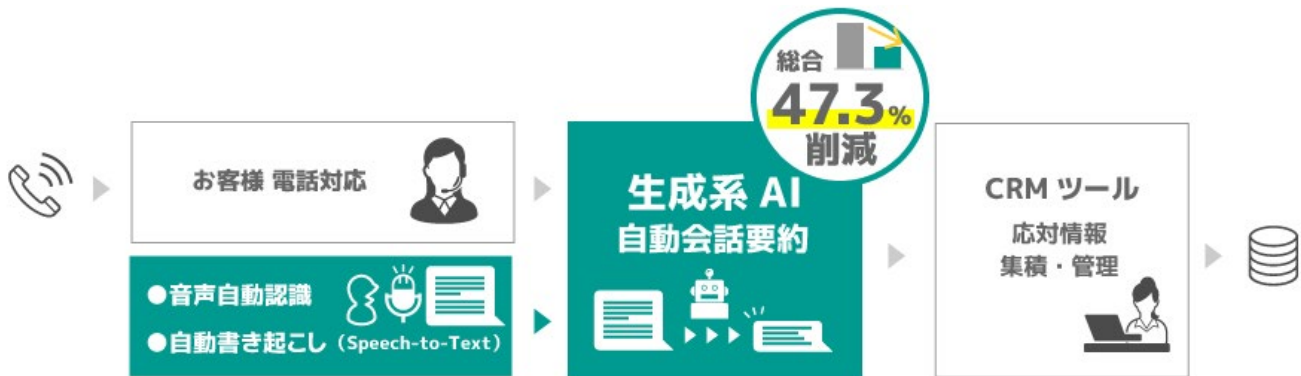 お客様 電話対応
●音声自動認識
●自動書き起こし（Speech-to-Text）
総合
47.3%
削減
生成系 AI
自動会話要約
CRM ツール
応対情報
集積・管理